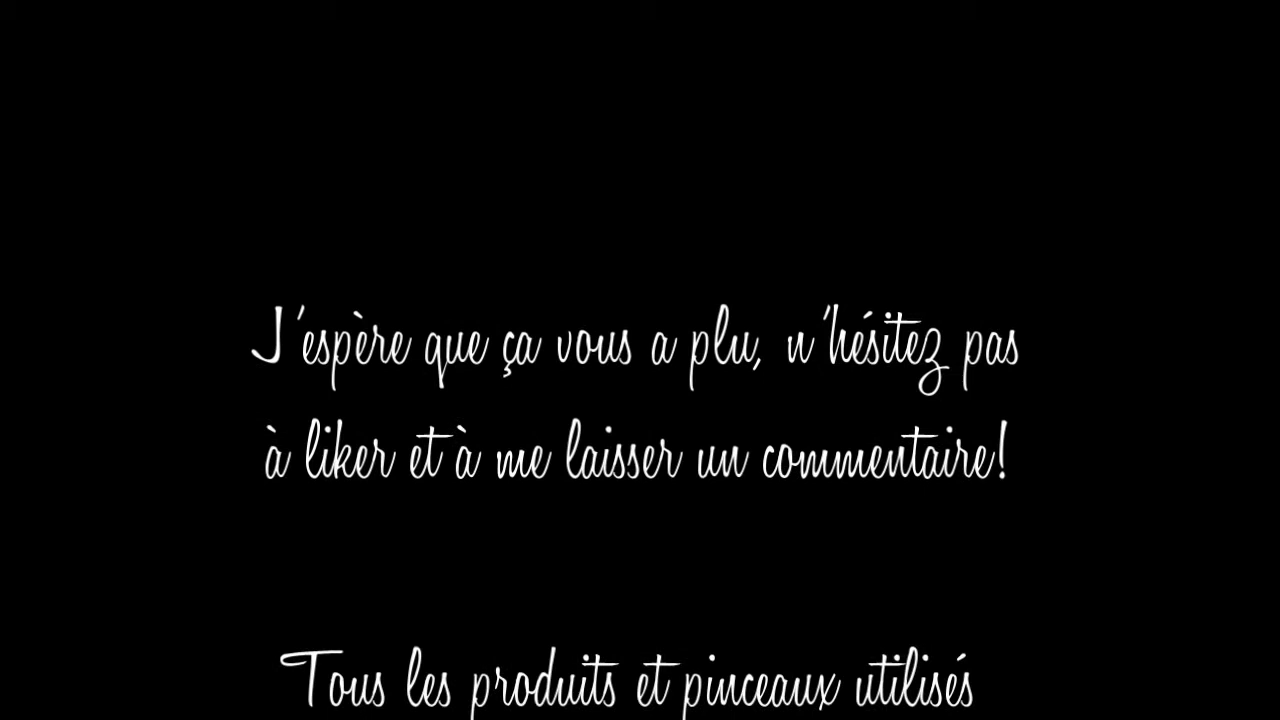 J'espère que ça vous a plu, n'hésitez pas
à liker et à me laisser un commentaire!
Tous les produits et pinceaux utilisés